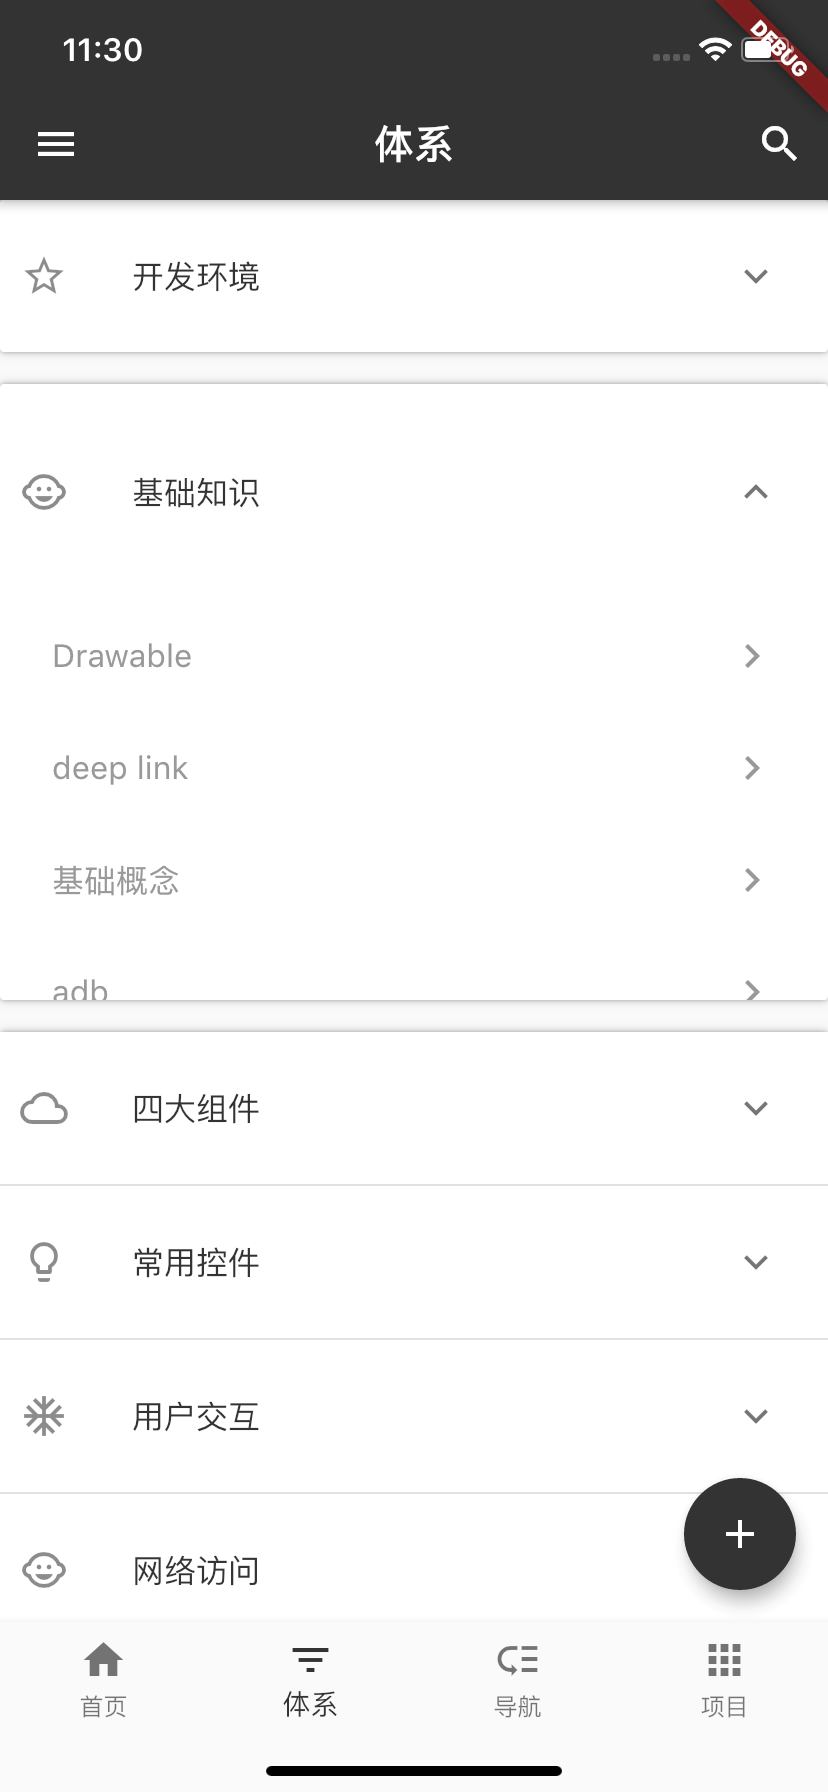 11:30
DEBUG
体系
开发环境
基础知识
Drawable
deep link
基础概念
adb
四大组件
常用控件
用户交互
网络访问
首页
体系
导航
项目